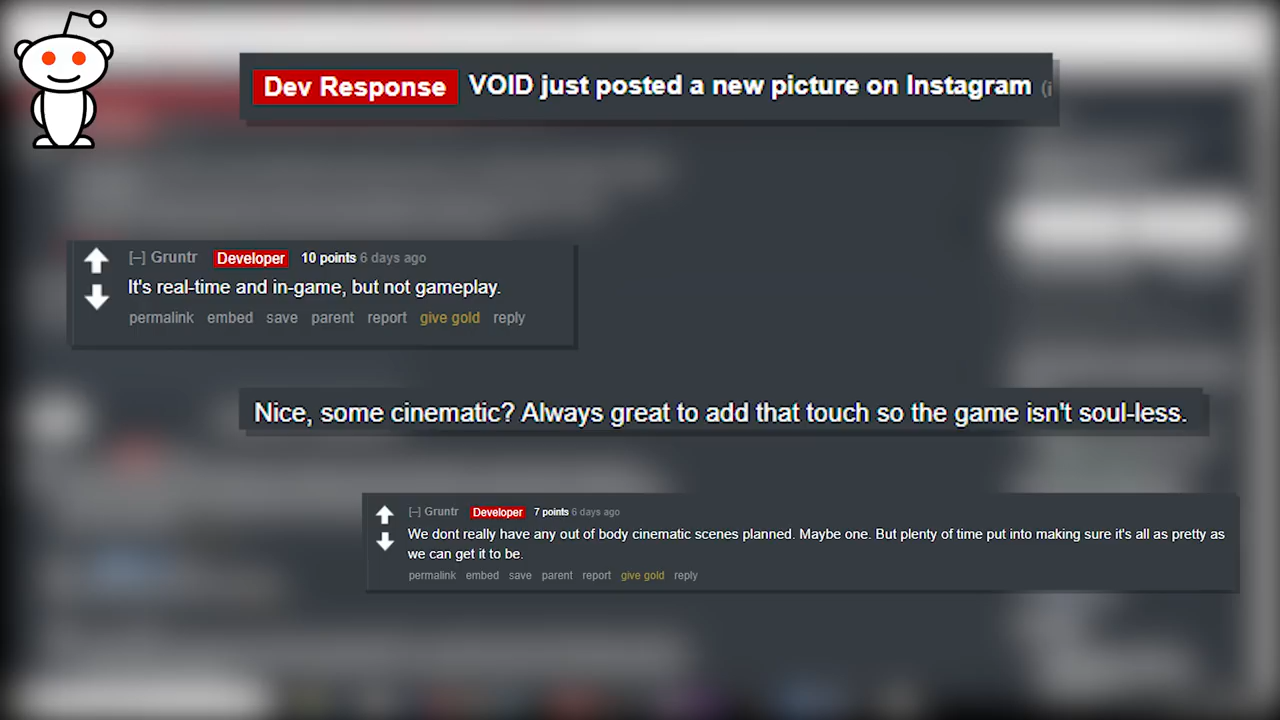 Dev Response VOID just posted a new picture on Instagram (i
[–] Gruntr Developer 10 points 6 days ago
It's real-time and in-game, but not gameplay.
permalink embed save parent report give gold reply
Nice, some cinematic? Always great to add that touch so the game isn't soul-less.
[–] Gruntr Developer 7 points 6 days ago
We dont really have any out of body cinematic scenes planned. Maybe one. But plenty of time put into making sure it's all as pretty as
we can get it to be.
permalink embed save parent report give gold reply